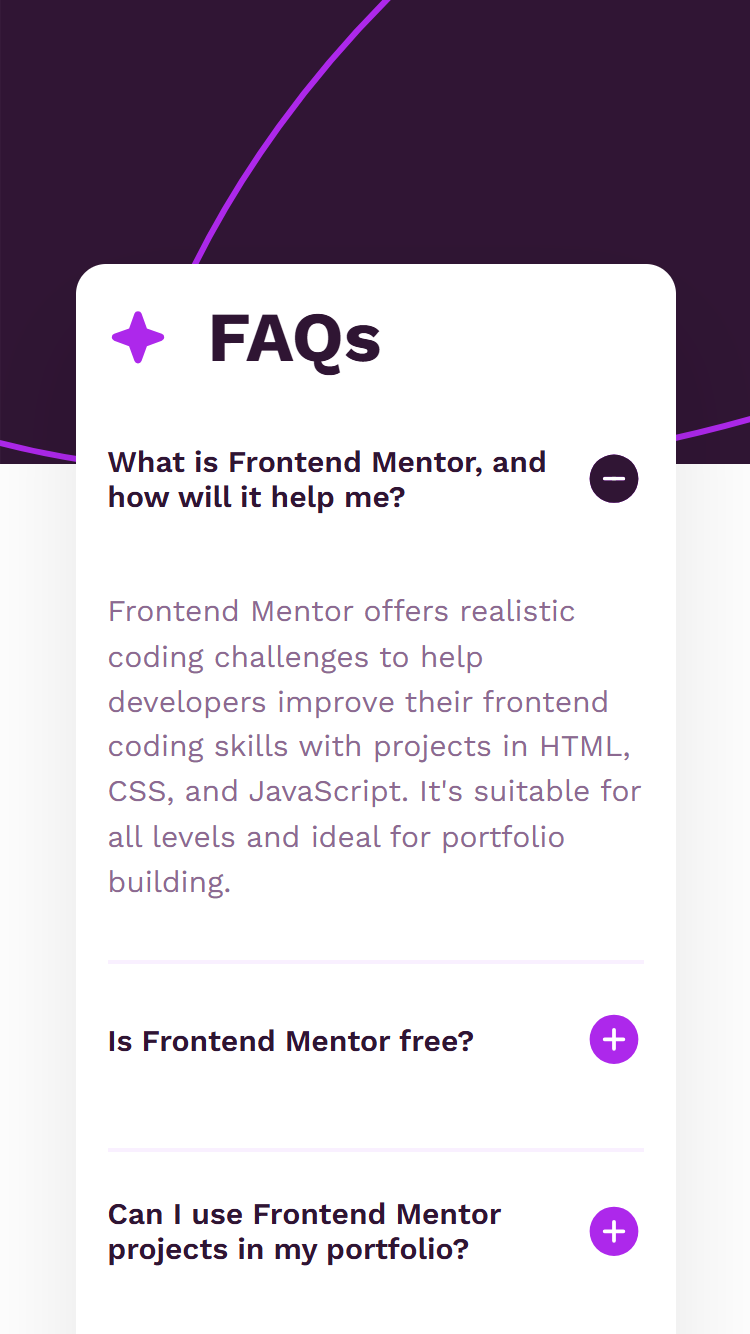 FAQs
What is Frontend Mentor, and
how will it help me?
Frontend Mentor offers realistic
coding challenges to help
developers improve their frontend
coding skills with projects in HTML,
CSS, and JavaScript. It's suitable for
all levels and ideal for portfolio
building.
Is Frontend Mentor free?
Can I use Frontend Mentor
projects in my portfolio?